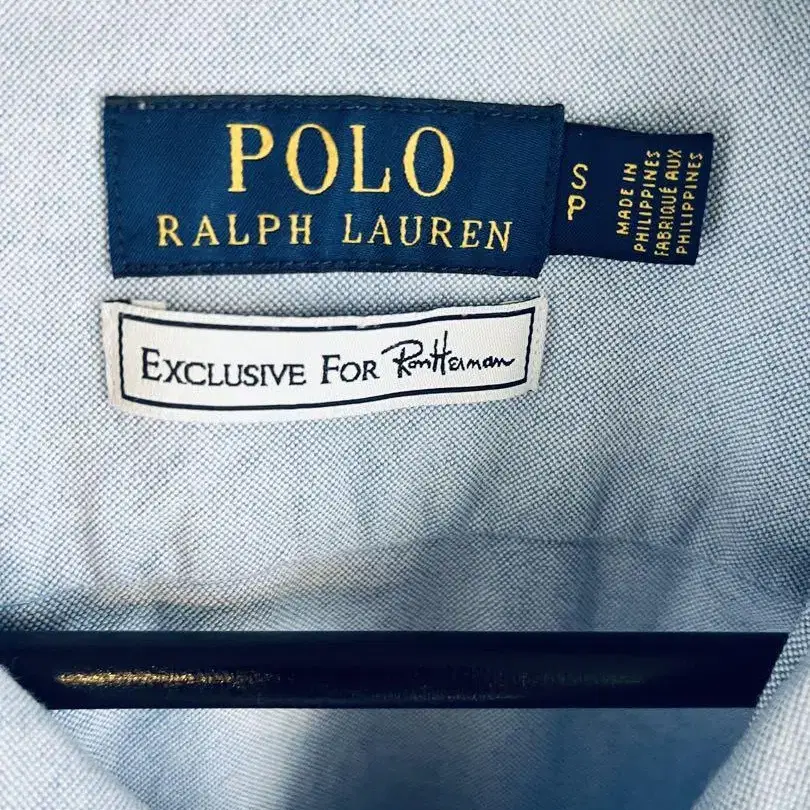 POLO
RALPH LAUREN
S
P
MADE IN
PHILIPPINES
FABRIQUÉ AUX
PHILIPPINES
EXCLUSIVE FOR RonHerman